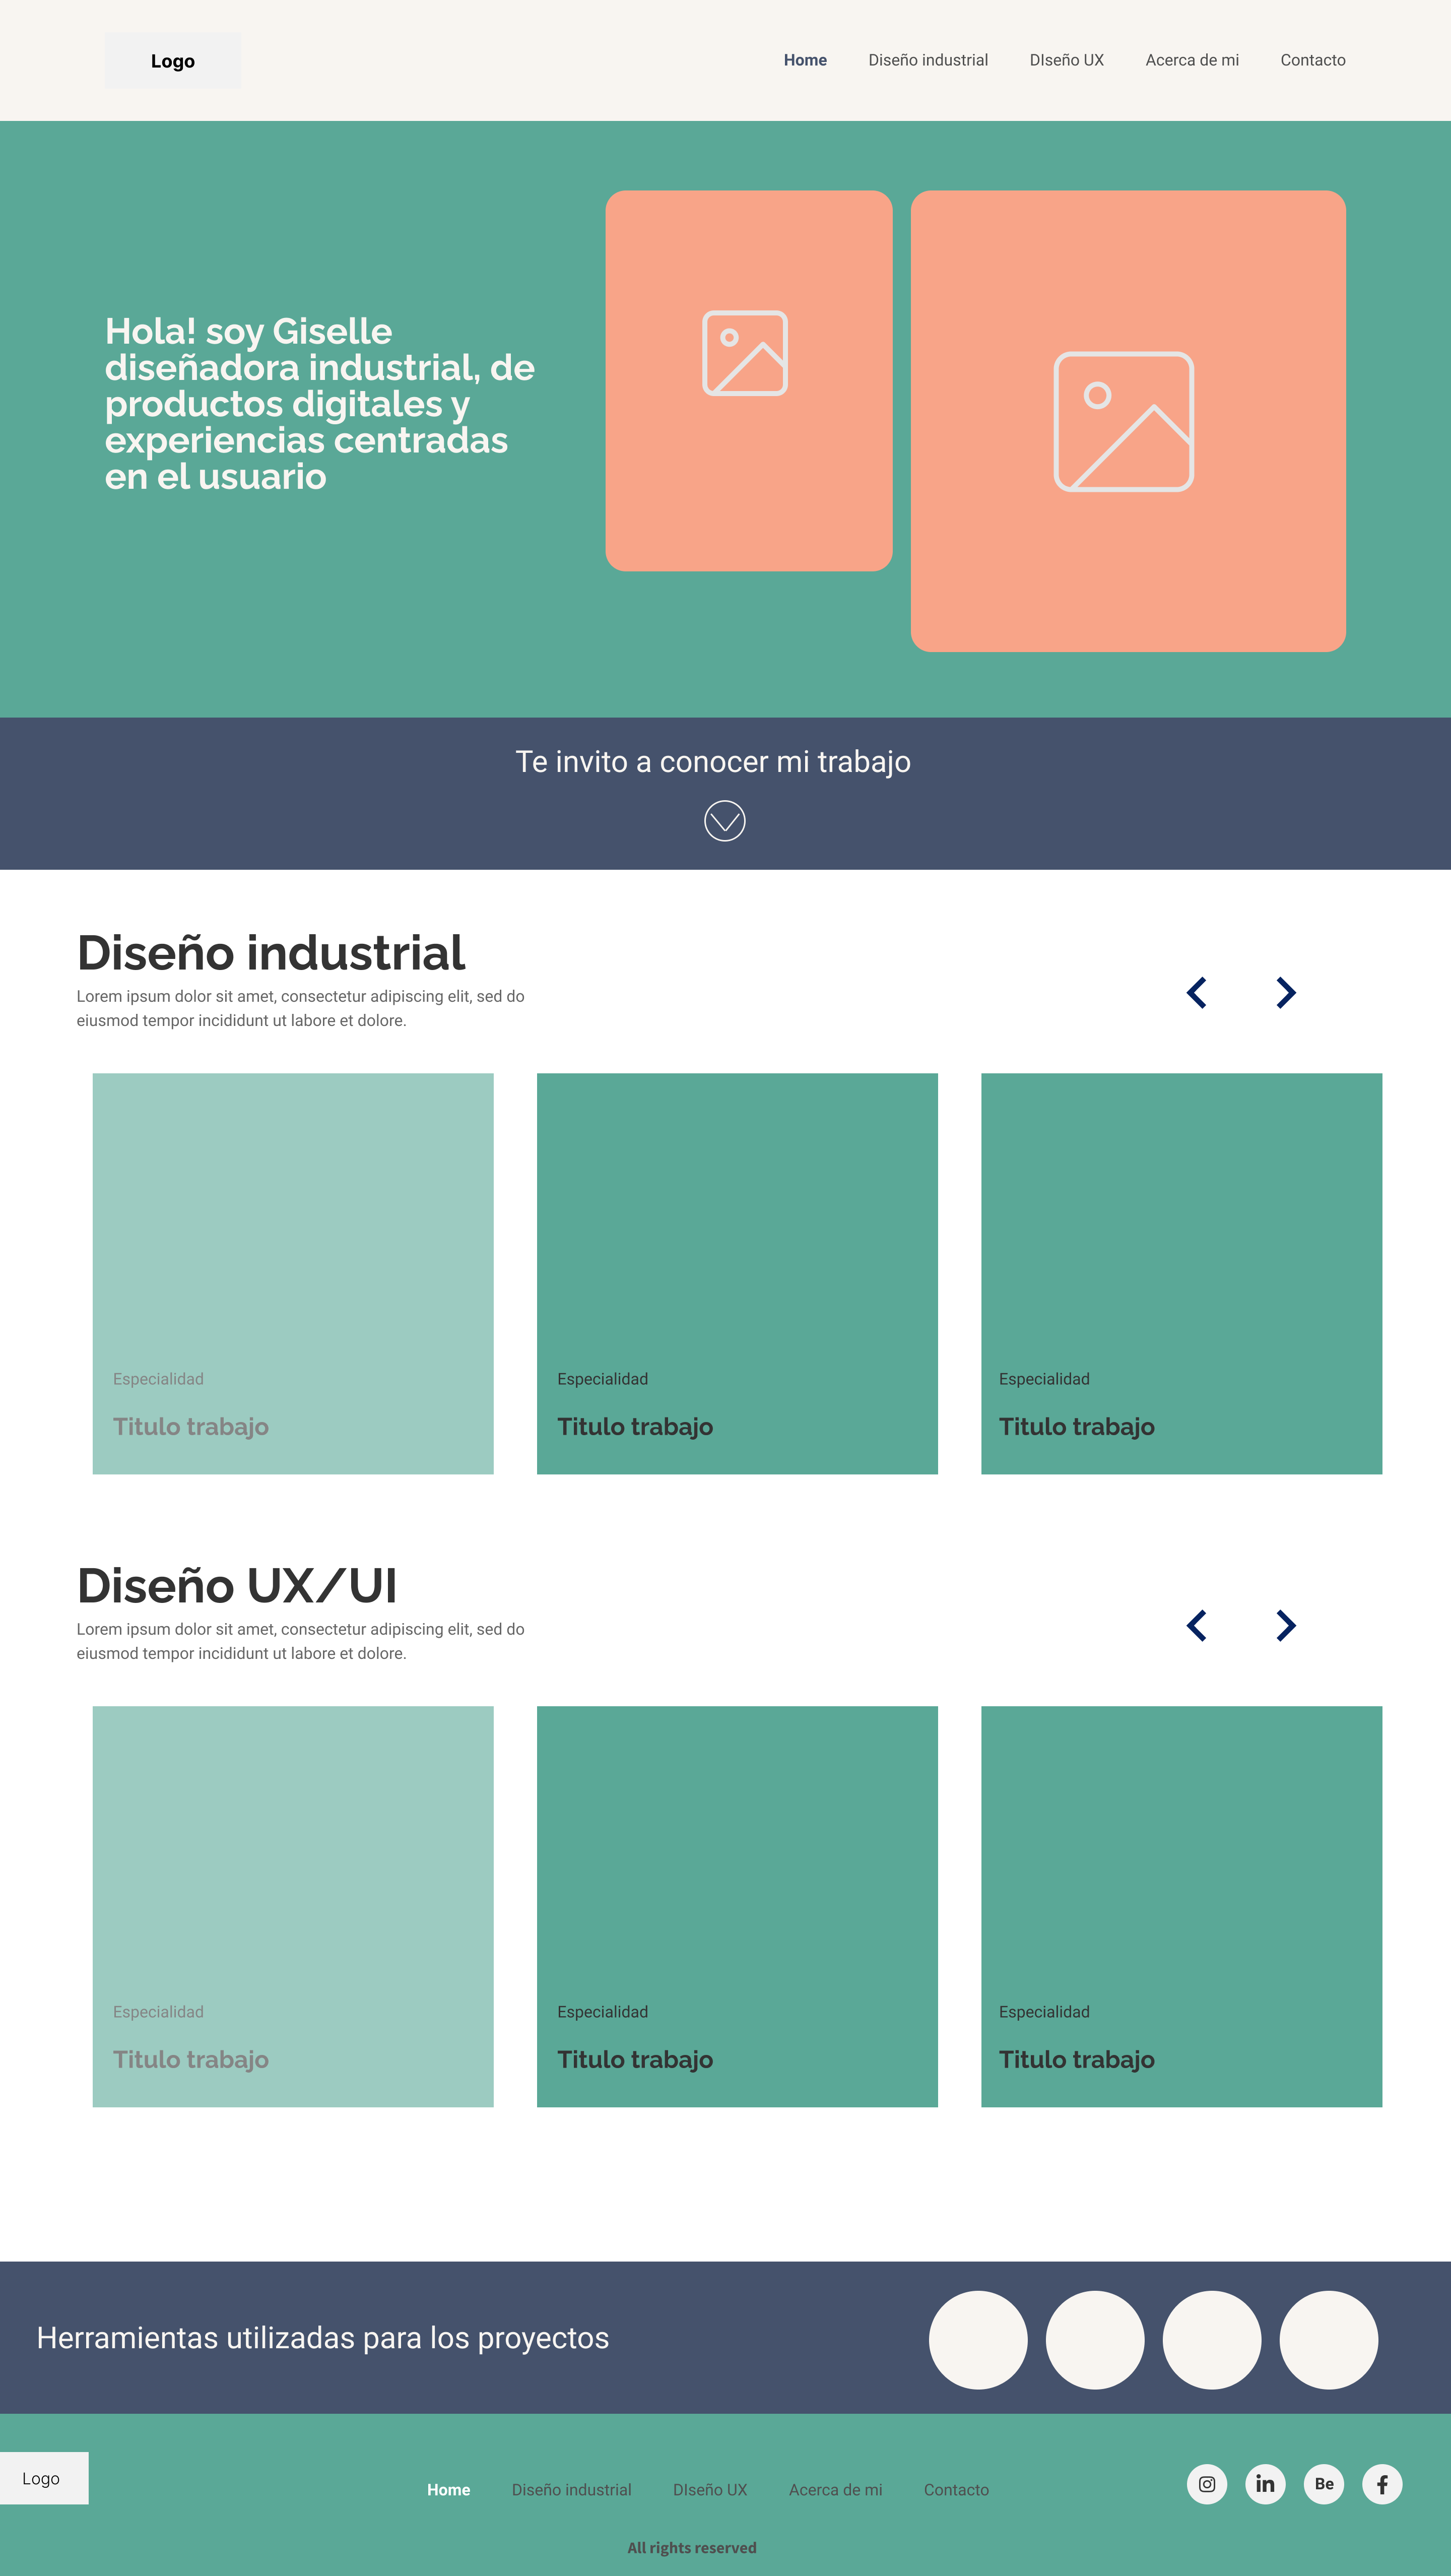 Logo
Home
Diseño industrial
DIseño UX
Acerca de mi
Contacto
Hola! soy Giselle
diseñadora industrial, de
productos digitales y
experiencias centradas
en el usuario
Te invito a conocer mi trabajo
Diseño industrial
Lorem ipsum dolor sit amet, consectetur adipiscing elit, sed do
eiusmod tempor incididunt ut labore et dolore.
Especialidad
Titulo trabajo
Especialidad
Titulo trabajo
Especialidad
Titulo trabajo
Diseño UX/UI
Lorem ipsum dolor sit amet, consectetur adipiscing elit, sed do
eiusmod tempor incididunt ut labore et dolore.
Especialidad
Titulo trabajo
Especialidad
Titulo trabajo
Especialidad
Titulo trabajo
Herramientas utilizadas para los proyectos
Logo
Home
Diseño industrial
DIseño UX
Acerca de mi
Contacto
in
Be
f
All rights reserved